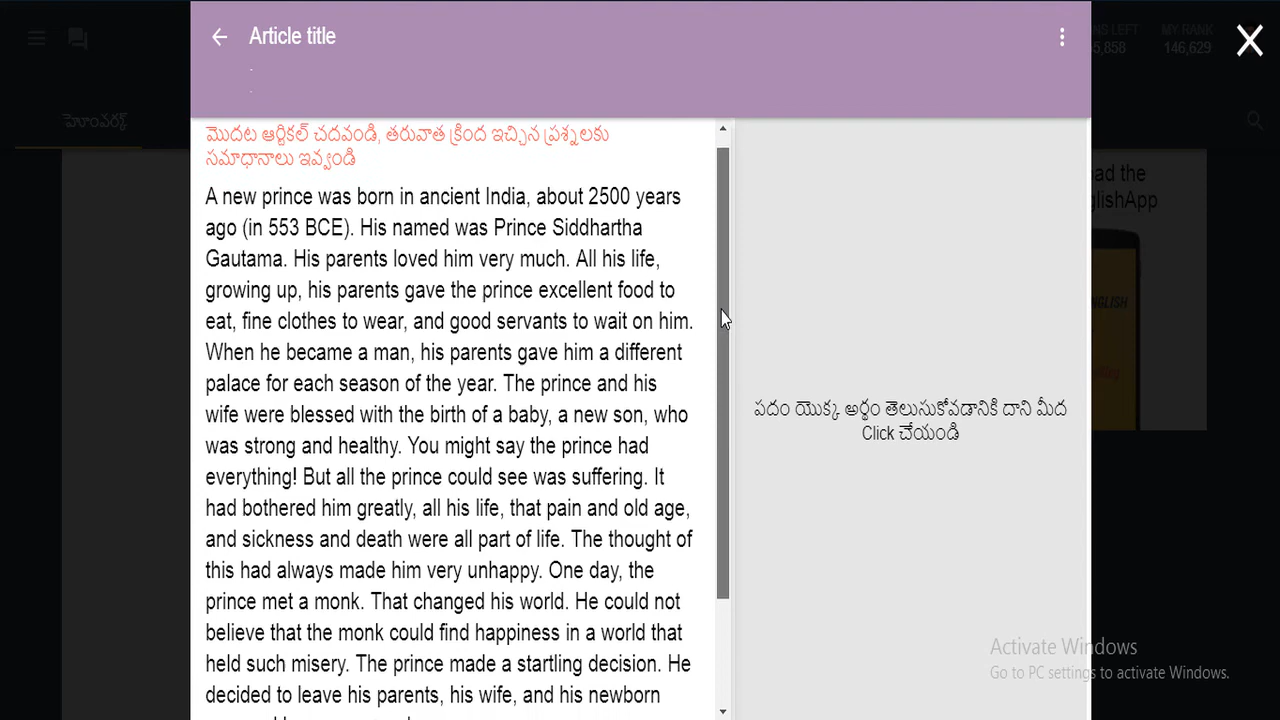 Article title
INS LEFT
MY RANK
5,858
146,629
హోంవర్క్
మొదట ఆర్టికల్ చదవండి, తరువాత క్రింద ఇచ్చిన ప్రశ్నలకు
సమాధానాలు ఇవ్వండి
A new prince was born in ancient India, about 2500 years
ago (in 553 BCE). His named was Prince Siddhartha
Gautama. His parents loved him very much. All his life,
growing up, his parents gave the prince excellent food to
eat, fine clothes to wear, and good servants to wait on him.
When he became a man, his parents gave him a different
palace for each season of the year. The prince and his
wife were blessed with the birth of a baby, a new son, who
was strong and healthy. You might say the prince had
everything! But all the prince could see was suffering. It
had bothered him greatly, all his life, that pain and old age,
and sickness and death were all part of life. The thought of
this had always made him very unhappy. One day, the
prince met a monk. That changed his world. He could not
believe that the monk could find happiness in a world that
held such misery. The prince made a startling decision. He
decided to leave his parents, his wife, and his newborn
పదం యొక్క అర్థం తెలుసుకోవడానికి దాని మీద
Click చేయండి
ad the
glishApp
NGLISH
Activate Windows
Go to PC settings to activate Windows.